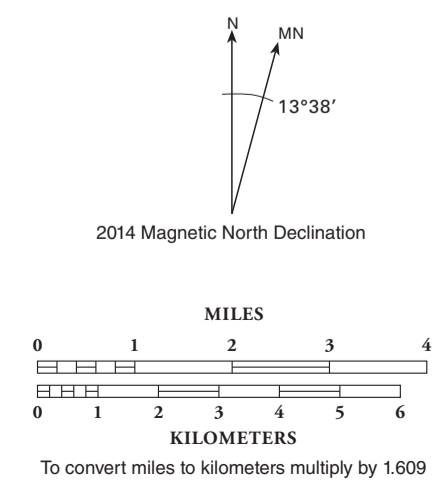 N
MN
13°38′
2014 Magnetic North Declination
MILES
0 1 2 3 4
0 1 2 3 4 5 6
KILOMETERS
To convert miles to kilometers multiply by 1.609